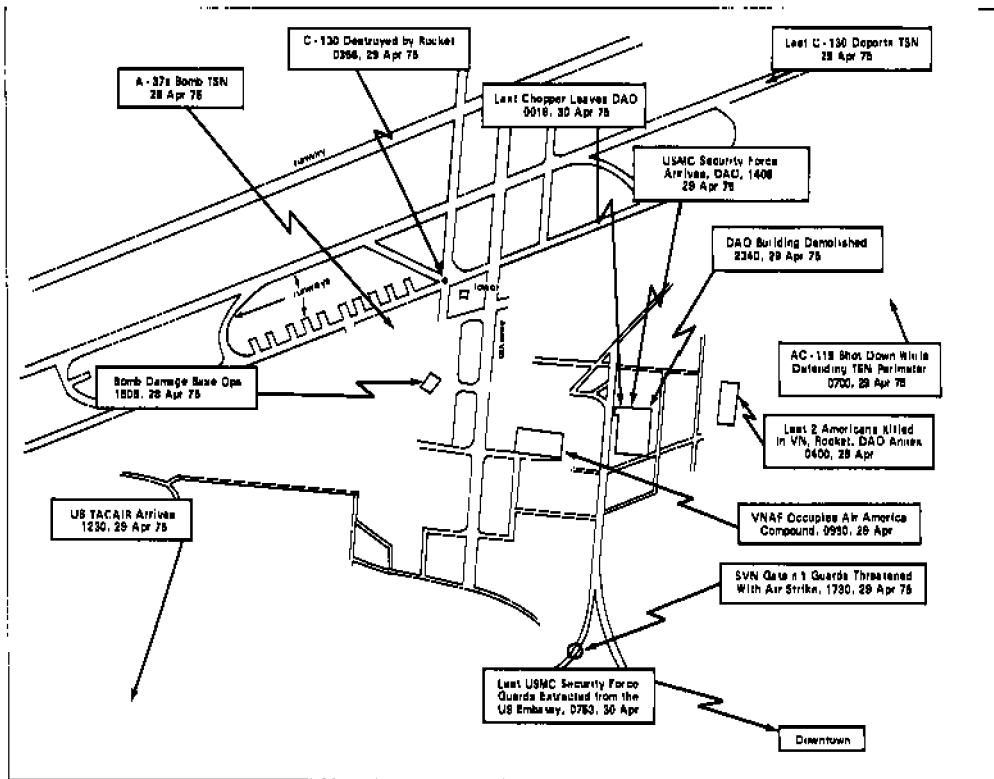 C-130 Destroyed by Rocket
0358, 29 Apr 75
Last C-130 Departs TSN
29 Apr 75
A-37s Bomb TSN
28 Apr 75
Last Chopper Leaves DAO
0016, 30 Apr 75
USMC Security Force
Arrives, DAO, 1406
29 Apr 75
runway
DAO Building Demolished
2340, 29 Apr 75
runways
tower
AC-119 Shot Down While
Defending TSN Perimeter
0700, 29 Apr 75
Bomb Damage Base Ops
28 Apr 75
Last 2 Americans Killed
in VN, Rocket, DAO Annex
0400, 29 Apr
US TACAIR Arrives
1230, 29 Apr 75
VNAF Occupies Air America
Compound, 0930, 29 Apr
SVN Gate #1 Guards Threatened
With Air Strike, 1730, 29 Apr 75
Last USMC Security Force
Guards Extracted from the
US Embassy, 0753, 30 Apr
Downtown